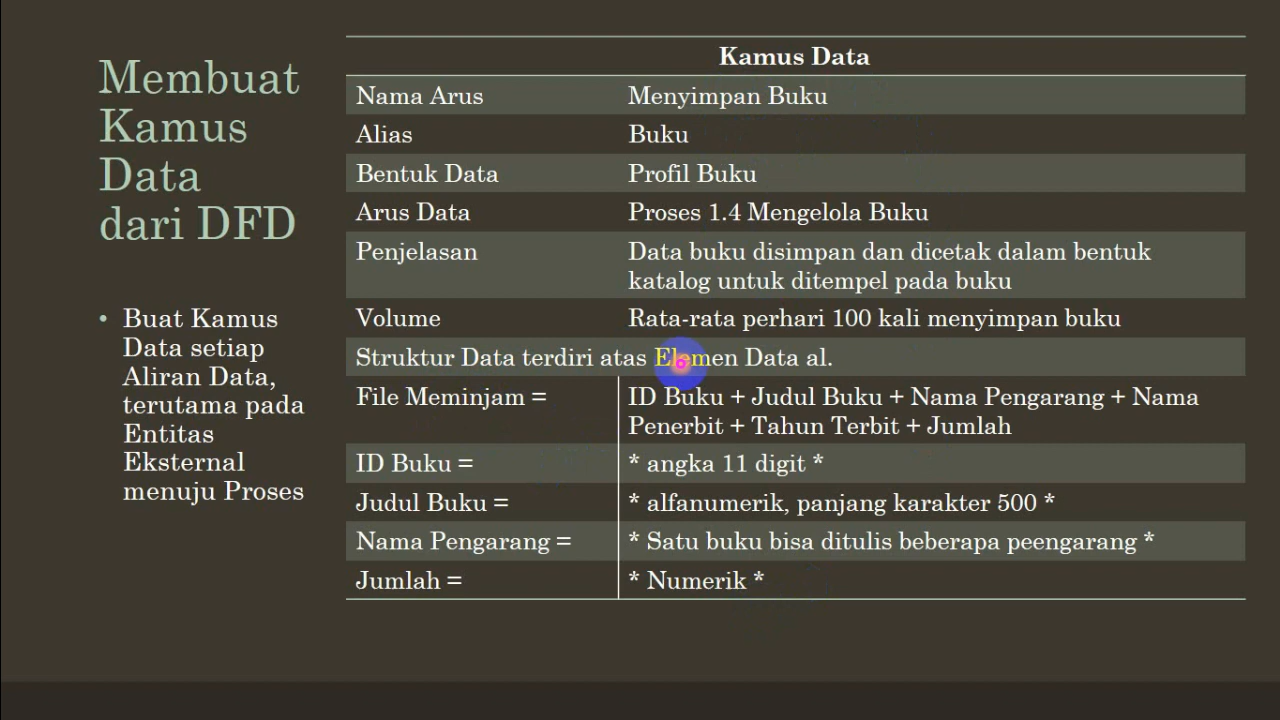 Membuat
Kamus
Data
dari DFD
• Buat Kamus
Data setiap
Aliran Data,
terutama pada
Entitas
Eksternal
menuju Proses
Kamus Data
Nama Arus Menyimpan Buku
Alias Buku
Bentuk Data Profil Buku
Arus Data Proses 1.4 Mengelola Buku
Penjelasan Data buku disimpan dan dicetak dalam bentuk
katalog untuk ditempel pada buku
Volume Rata-rata perhari 100 kali menyimpan buku
Struktur Data terdiri atas Elemen Data al.
File Meminjam = ID Buku + Judul Buku + Nama Pengarang + Nama
Penerbit + Tahun Terbit + Jumlah
ID Buku = * angka 11 digit *
Judul Buku = * alfanumerik, panjang karakter 500 *
Nama Pengarang = * Satu buku bisa ditulis beberapa peengarang *
Jumlah = * Numerik *